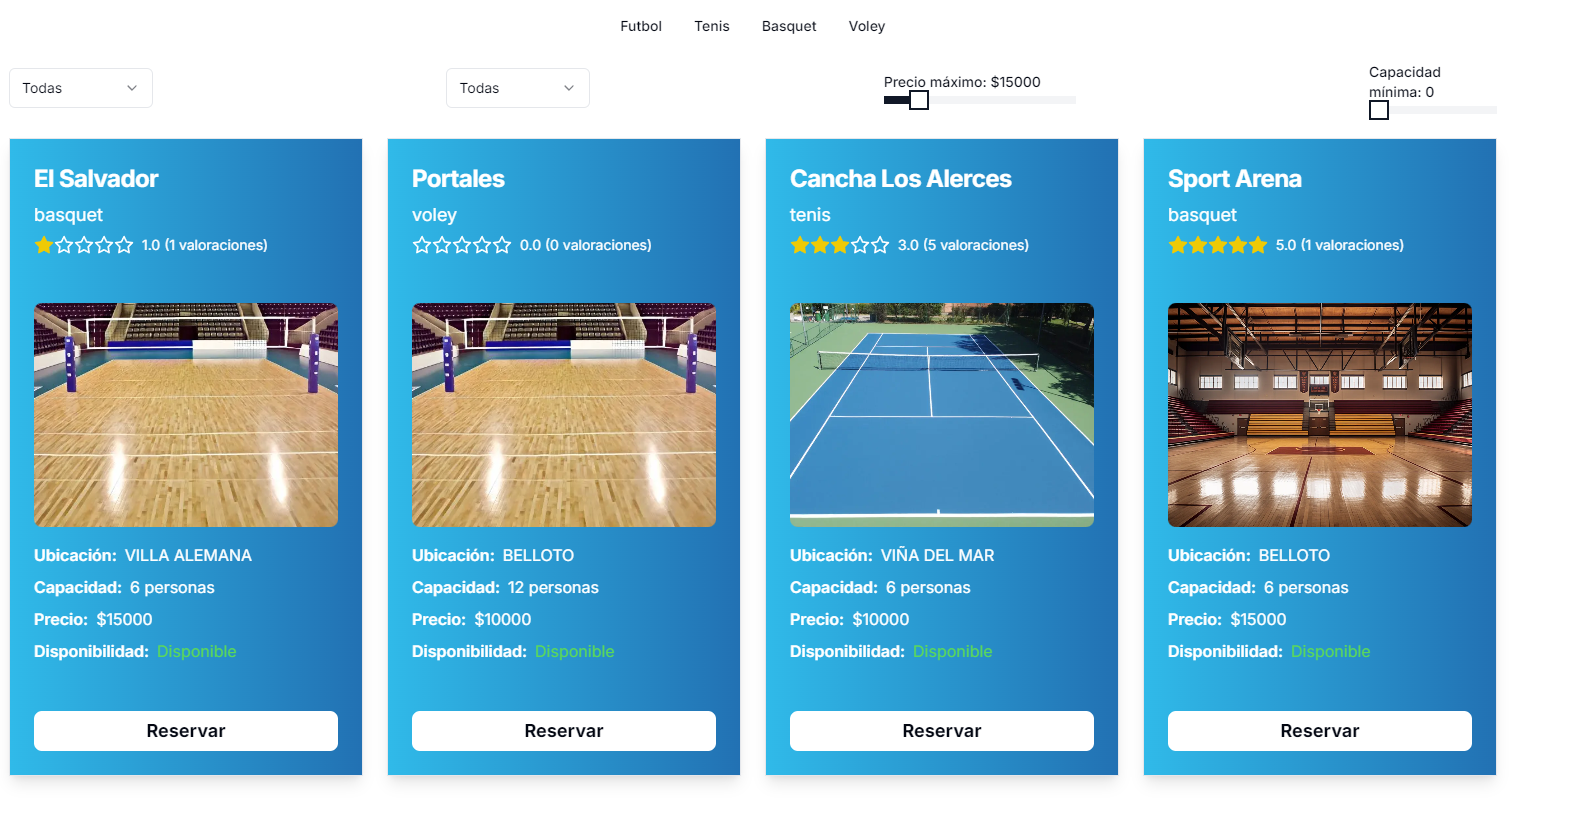 Futbol Tenis Basquet Voley
Todas
Todas
Precio máximo: $15000
Capacidad
mínima: 0
El Salvador
basquet
1.0 (1 valoraciones)
Ubicación: VILLA ALEMANA
Capacidad: 6 personas
Precio: $15000
Disponibilidad: Disponible
Reservar
Portales
voley
0.0 (0 valoraciones)
Ubicación: BELLOTO
Capacidad: 12 personas
Precio: $10000
Disponibilidad: Disponible
Reservar
Cancha Los Alerces
tenis
3.0 (5 valoraciones)
Ubicación: VIÑA DEL MAR
Capacidad: 6 personas
Precio: $10000
Disponibilidad: Disponible
Reservar
Sport Arena
basquet
5.0 (1 valoraciones)
Ubicación: BELLOTO
Capacidad: 6 personas
Precio: $15000
Disponibilidad: Disponible
Reservar